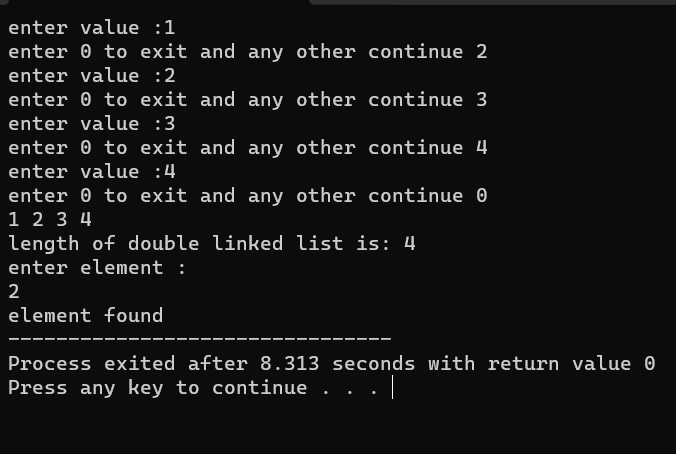 enter value :1
enter 0 to exit and any other continue 2
enter value :2
enter 0 to exit and any other continue 3
enter value :3
enter 0 to exit and any other continue 4
enter value :4
enter 0 to exit and any other continue 0
1 2 3 4
length of double linked list is: 4
enter element :
2
element found
--------------------------------
Process exited after 8.313 seconds with return value 0
Press any key to continue . . .